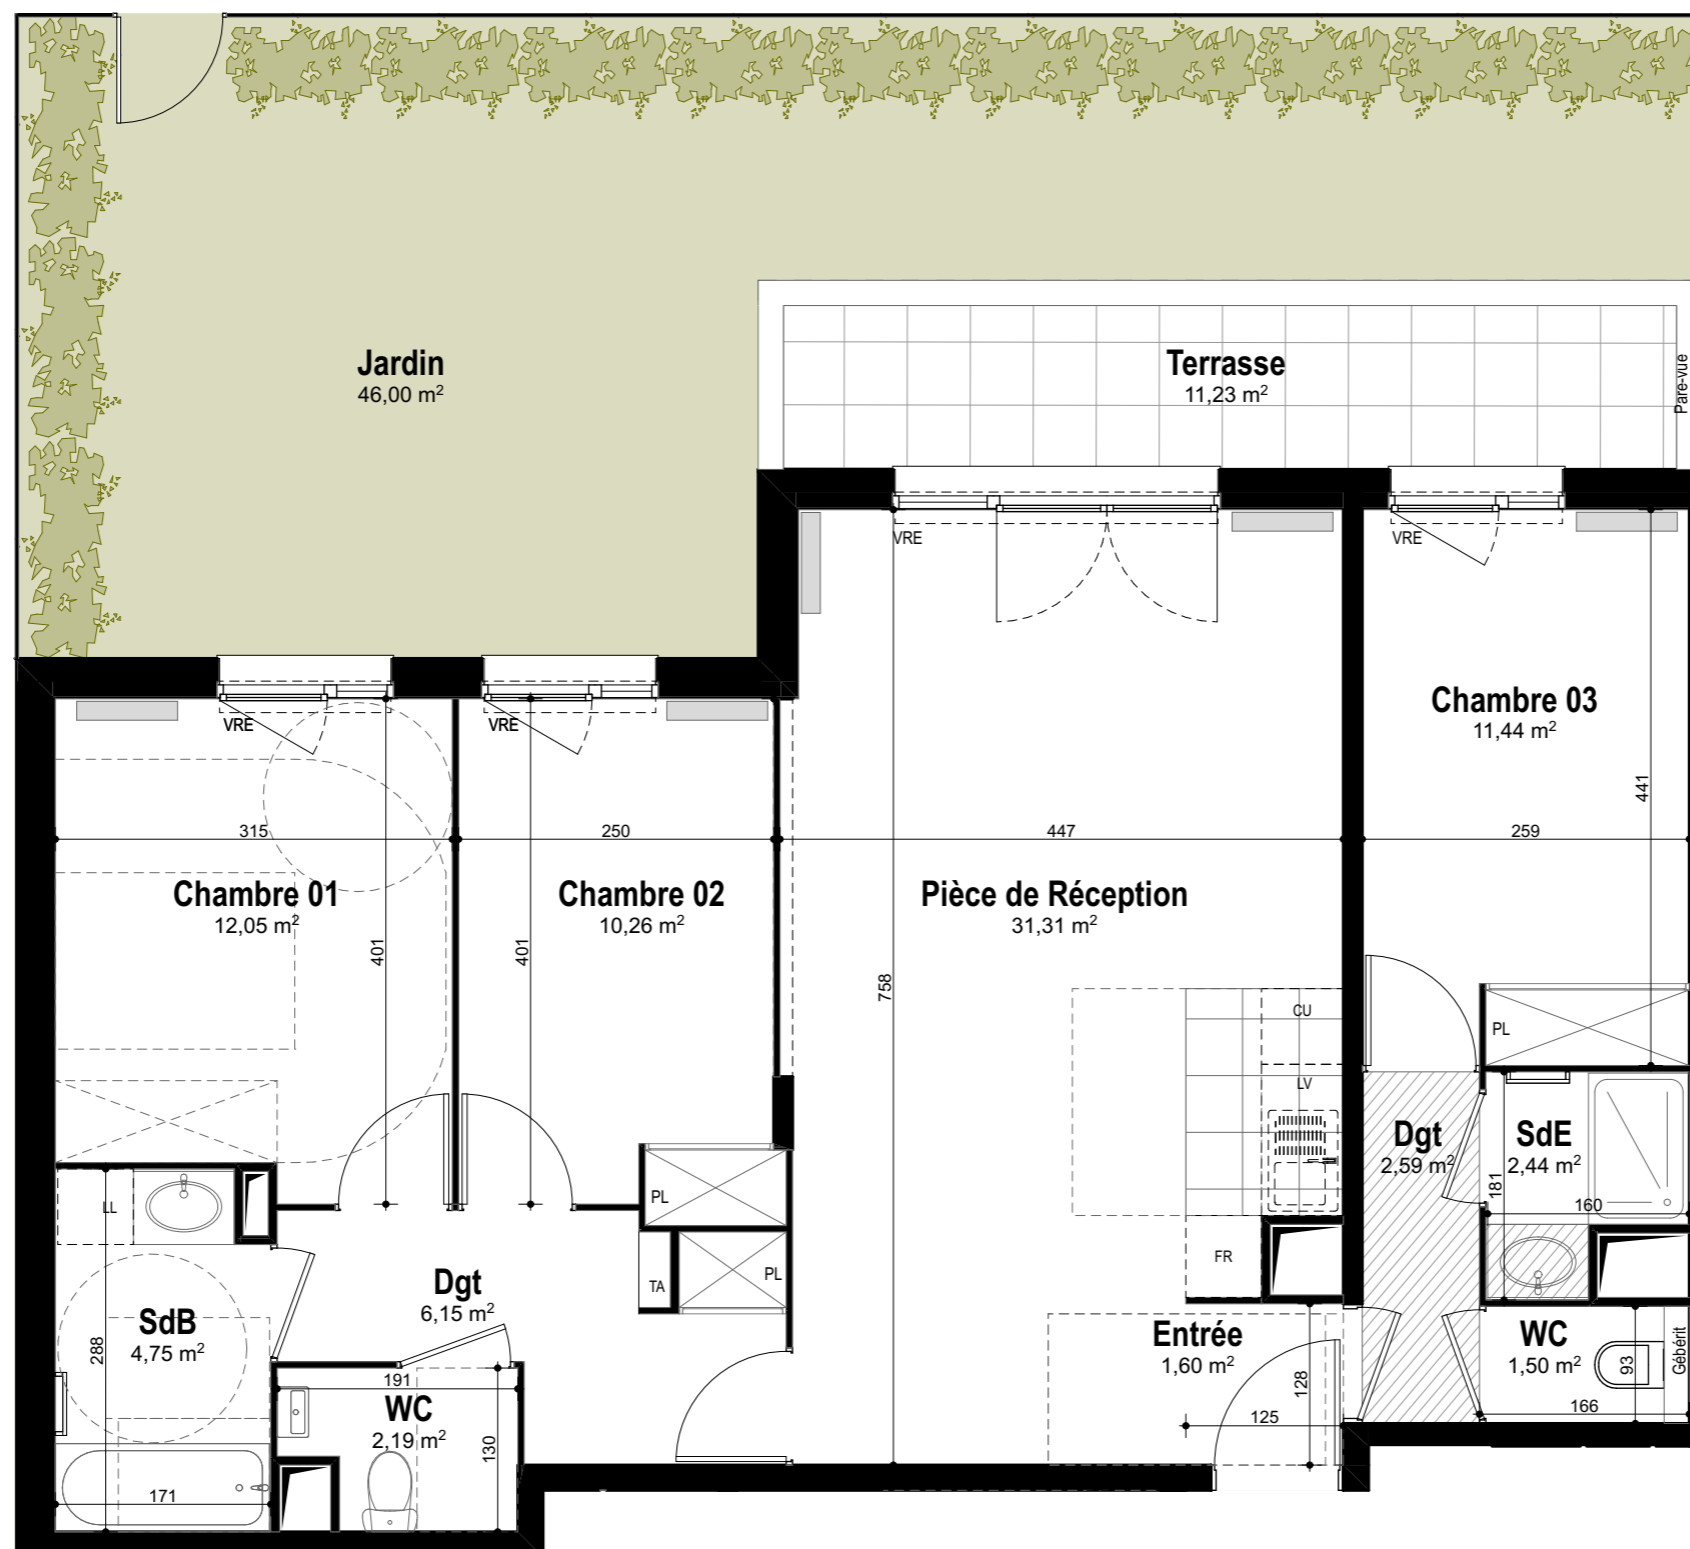 Jardin
46,00 m²
Terrasse
11,23 m²
Pare-vue
VRE
VRE
VRE
VRE
Chambre 03
11,44 m²
441
315
250
447
259
Chambre 01
12,05 m²
Chambre 02
10,26 m²
Pièce de Réception
31,31 m²
401
401
758
CU
PL
LV
Dgt
2,59 m²
SdE
2,44 m²
181
160
LL
PL
FR
TA
PL
Dgt
6,15 m²
SdB
4,75 m²
288
Entrée
1,60 m²
WC
1,50 m²
93
Gébérit
191
WC
2,19 m²
130
128
125
166
171